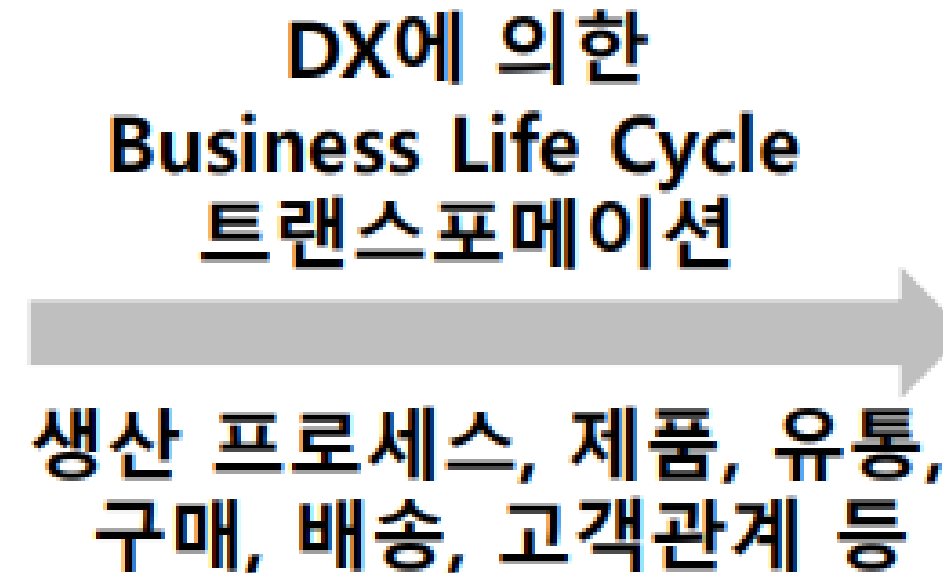 DX에 의한
Business Life Cycle
트랜스포메이션
생산 프로세스, 제품, 유통,
구매, 배송, 고객관계 등